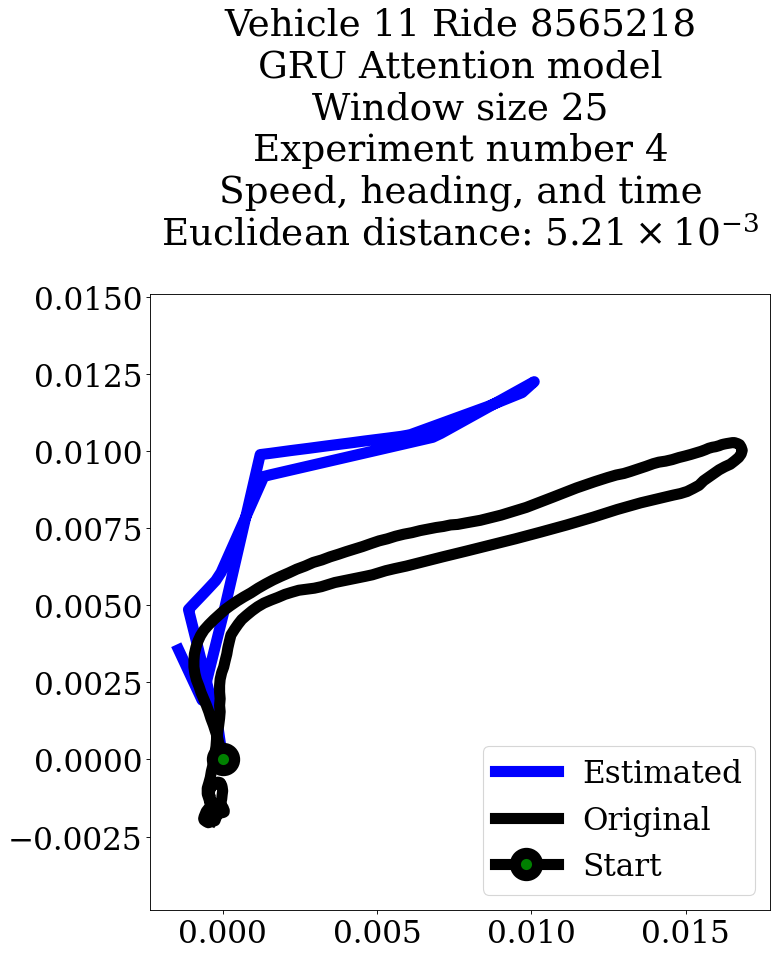 Vehicle 11 Ride 8565218
GRU Attention model
Window size 25
Experiment number 4
Speed, heading, and time
Euclidean distance: 5.21 × 10⁻³
0.0150
0.0125
0.0100
0.0075
0.0050
0.0025
0.0000
−0.0025
Estimated
Original
Start
0.000 0.005 0.010 0.015